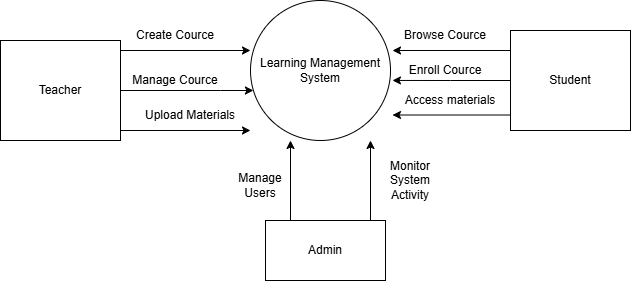 Create Cource
Browse Cource
Learning Management
System
Enroll Cource
Manage Cource
Teacher
Student
Access materials
Upload Materials
Manage
Users
Monitor
System
Activity
Admin